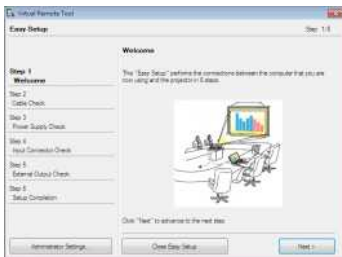 Virtual Remote Tool
Easy Setup
Step 1/6
Welcome
Step 1
Welcome
Step 2
Cable Check
Step 3
Power Supply Check
Step 4
Input Connector Check
Step 5
External Output Check
Step 6
Setup Completion
This "Easy Setup" performs the connections between the computer that you are
now using and the projector in 6 steps.
Click "Next" to advance to the next step.
Administrator Settings...
Close Easy Setup
Next >